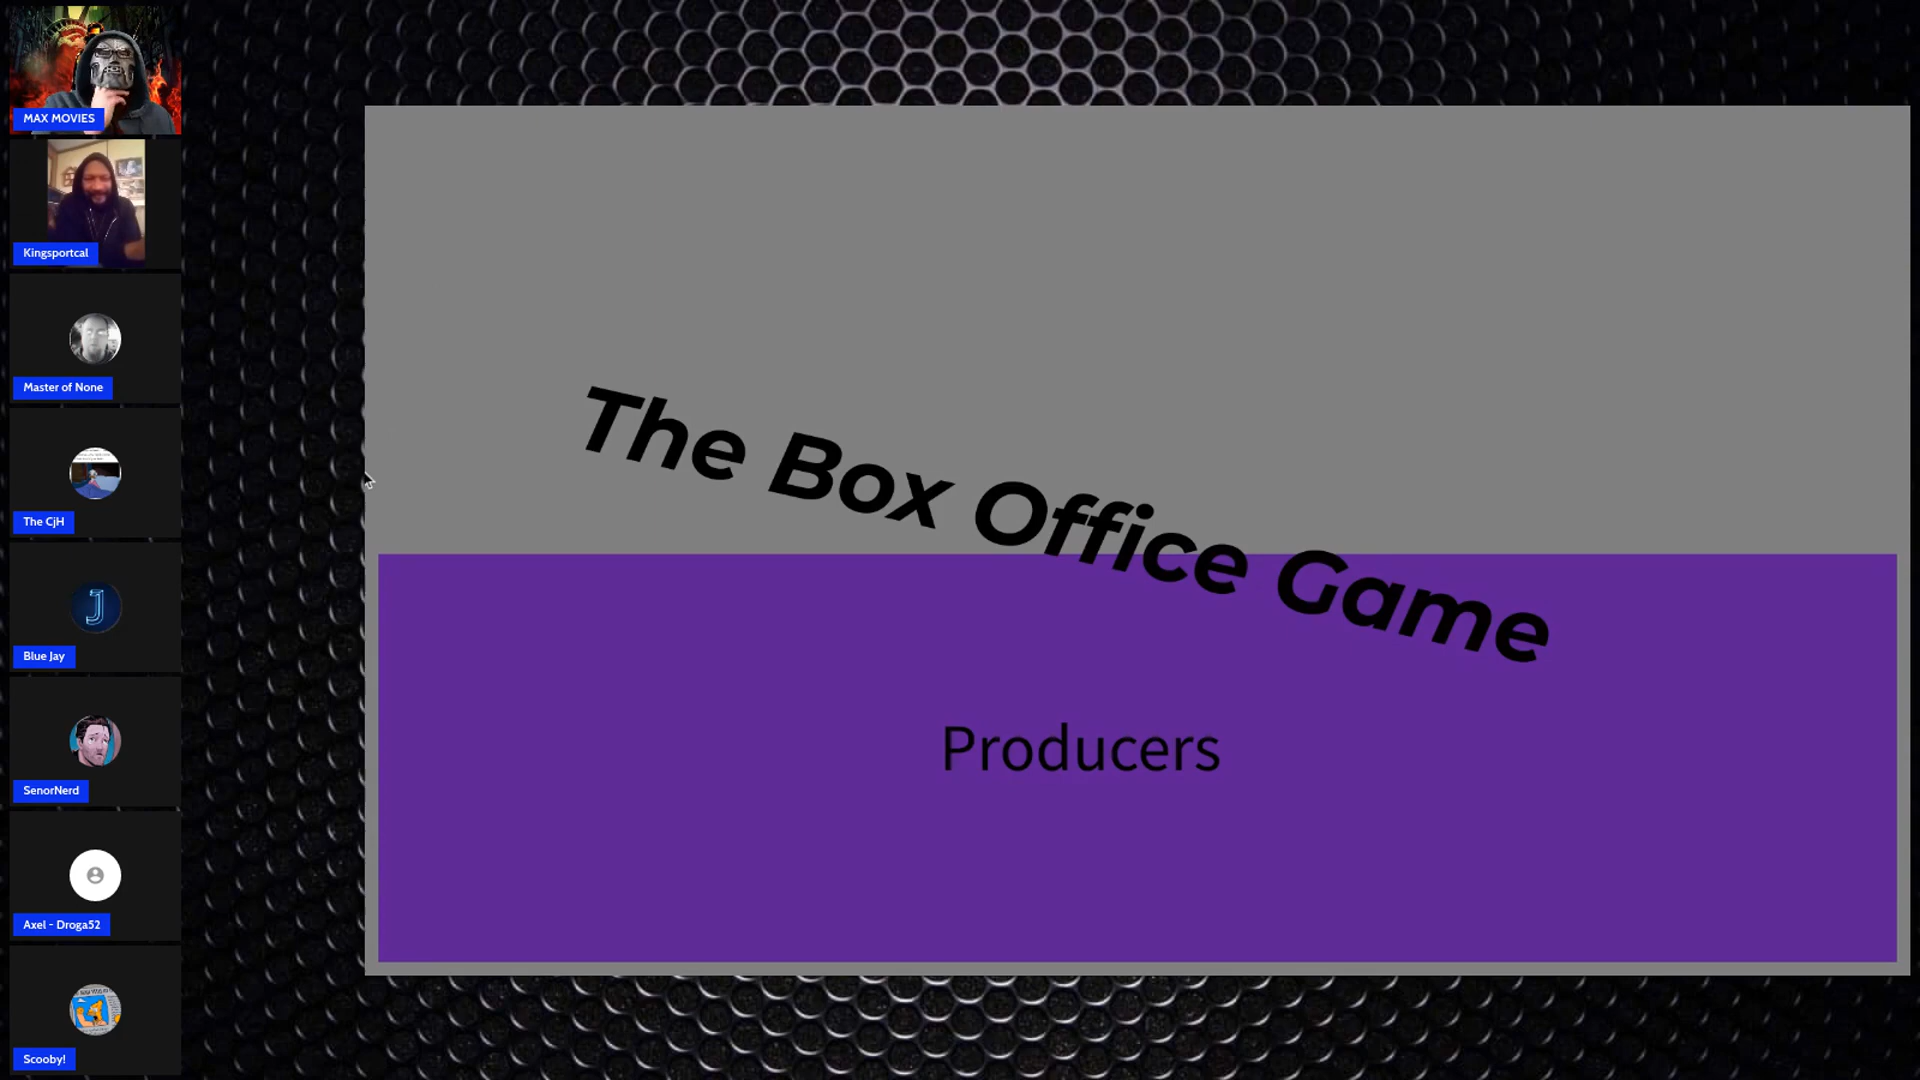 MAX MOVIES
Kingsportcal
Master of None
The CjH
Blue Jay
SenorNerd
Axel - Droga52
Scooby!
The Box Office Game
Producers